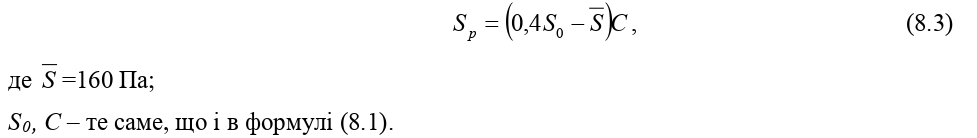 S_p = (0,4S_0 − S̅)C, (8.3)
де S̅ =160 Па;
S_0, C – те саме, що і в формулі (8.1).